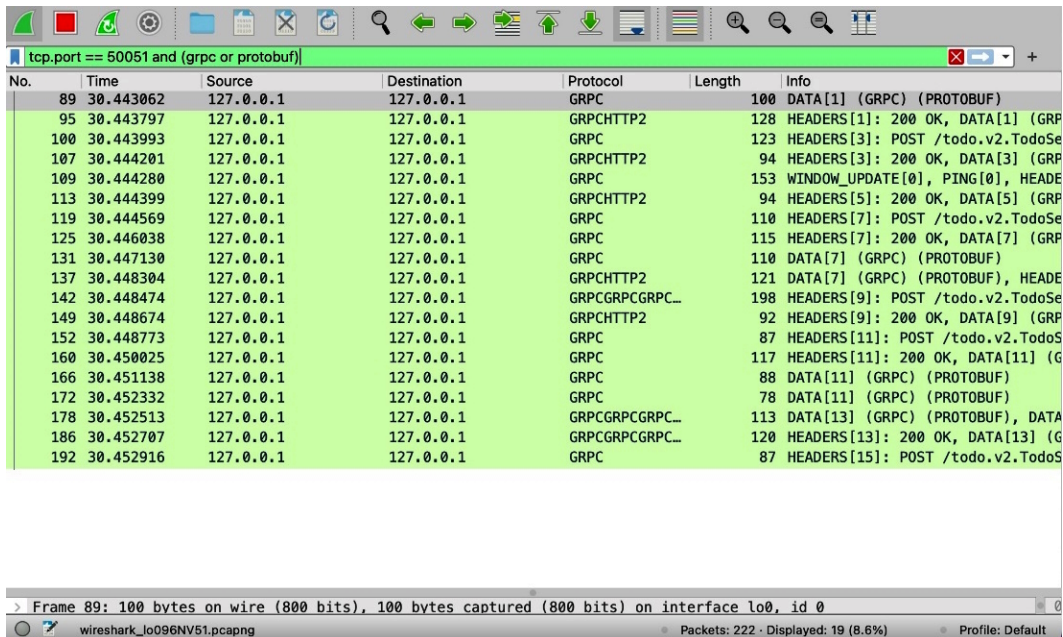 tcp.port == 50051 and (grpc or protobuf)
No. Time Source Destination Protocol Length Info
89 30.443062 127.0.0.1 127.0.0.1 GRPC 100 DATA[1] (GRPC) (PROTOBUF)
95 30.443797 127.0.0.1 127.0.0.1 GRPCHTTP2 128 HEADERS[1]: 200 OK, DATA[1] (GRP
100 30.443993 127.0.0.1 127.0.0.1 GRPC 123 HEADERS[3]: POST /todo.v2.TodoSe
107 30.444201 127.0.0.1 127.0.0.1 GRPCHTTP2 94 HEADERS[3]: 200 OK, DATA[3] (GRP
109 30.444280 127.0.0.1 127.0.0.1 GRPC 153 WINDOW_UPDATE[0], PING[0], HEADE
113 30.444399 127.0.0.1 127.0.0.1 GRPCHTTP2 94 HEADERS[5]: 200 OK, DATA[5] (GRP
119 30.444569 127.0.0.1 127.0.0.1 GRPC 110 HEADERS[7]: POST /todo.v2.TodoSe
125 30.446038 127.0.0.1 127.0.0.1 GRPC 115 HEADERS[7]: 200 OK, DATA[7] (GRP
131 30.447130 127.0.0.1 127.0.0.1 GRPC 110 DATA[7] (GRPC) (PROTOBUF)
137 30.448304 127.0.0.1 127.0.0.1 GRPCHTTP2 121 DATA[7] (GRPC) (PROTOBUF), HEADE
142 30.448474 127.0.0.1 127.0.0.1 GRPCGRPCGRPC… 198 HEADERS[9]: POST /todo.v2.TodoSe
149 30.448674 127.0.0.1 127.0.0.1 GRPCHTTP2 92 HEADERS[9]: 200 OK, DATA[9] (GRP
152 30.448773 127.0.0.1 127.0.0.1 GRPC 87 HEADERS[11]: POST /todo.v2.TodoS
160 30.450025 127.0.0.1 127.0.0.1 GRPC 117 HEADERS[11]: 200 OK, DATA[11] (G
166 30.451138 127.0.0.1 127.0.0.1 GRPC 88 DATA[11] (GRPC) (PROTOBUF)
172 30.452332 127.0.0.1 127.0.0.1 GRPC 78 DATA[11] (GRPC) (PROTOBUF)
178 30.452513 127.0.0.1 127.0.0.1 GRPCGRPCGRPC… 113 DATA[13] (GRPC) (PROTOBUF), DATA
186 30.452707 127.0.0.1 127.0.0.1 GRPCGRPCGRPC… 120 HEADERS[13]: 200 OK, DATA[13] (G
192 30.452916 127.0.0.1 127.0.0.1 GRPC 87 HEADERS[15]: POST /todo.v2.TodoS
> Frame 89: 100 bytes on wire (800 bits), 100 bytes captured (800 bits) on interface lo0, id 0
wireshark_lo096NV51.pcapng Packets: 222 · Displayed: 19 (8.6%) Profile: Default